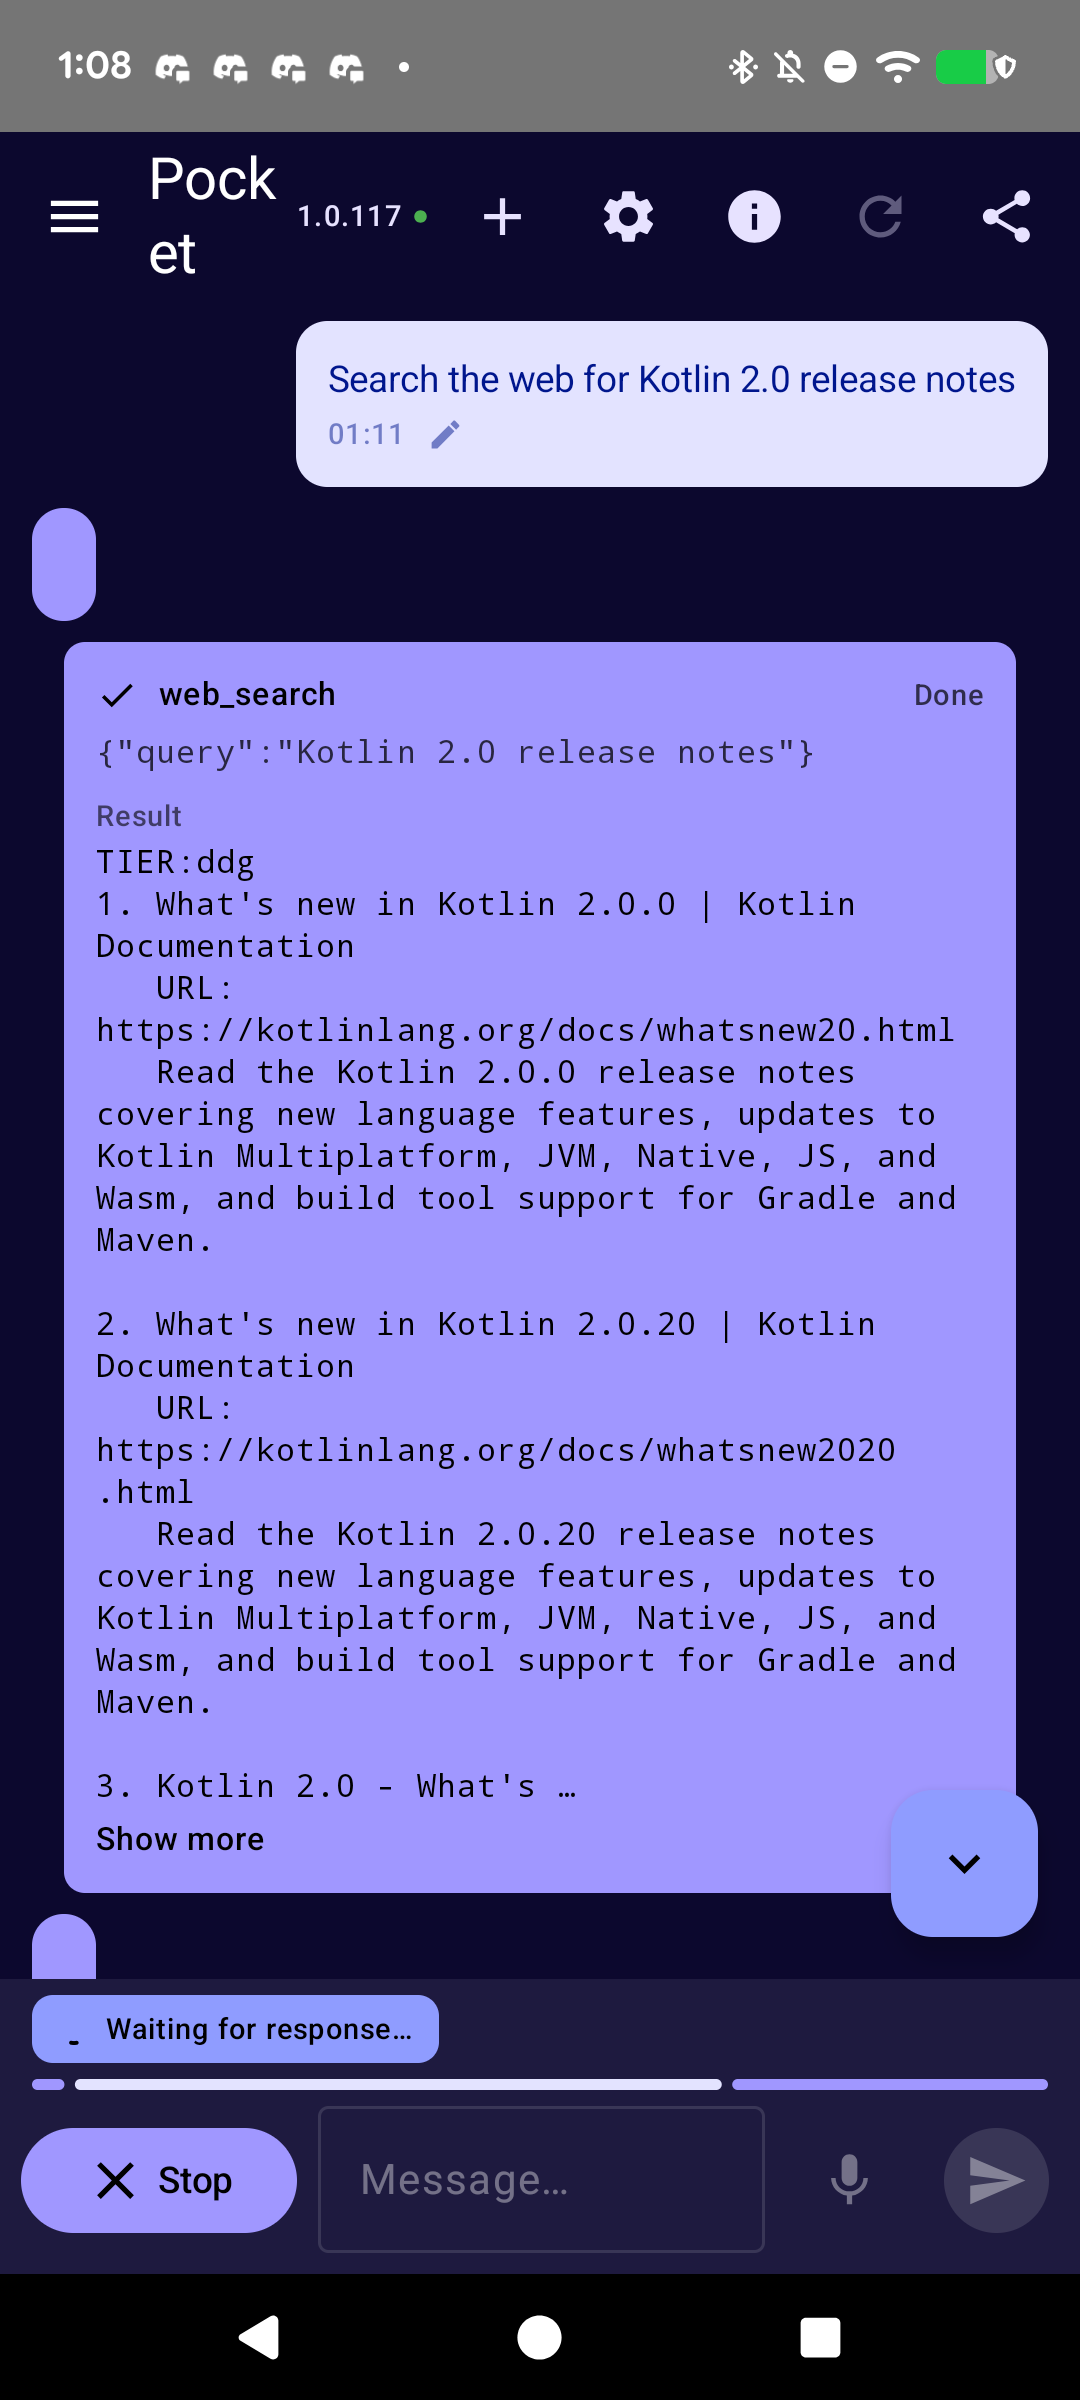 1:08
Pock
et
1.0.117
Search the web for Kotlin 2.0 release notes
01:11
web_search
Done
{"query":"Kotlin 2.0 release notes"}
Result
TIER:ddg
1. What's new in Kotlin 2.0.0 | Kotlin
Documentation
URL:
https://kotlinlang.org/docs/whatsnew20.html
Read the Kotlin 2.0.0 release notes
covering new language features, updates to
Kotlin Multiplatform, JVM, Native, JS, and
Wasm, and build tool support for Gradle and
Maven.
2. What's new in Kotlin 2.0.20 | Kotlin
Documentation
URL:
https://kotlinlang.org/docs/whatsnew2020
.html
Read the Kotlin 2.0.20 release notes
covering new language features, updates to
Kotlin Multiplatform, JVM, Native, JS, and
Wasm, and build tool support for Gradle and
Maven.
3. Kotlin 2.0 - What's …
Show more
Waiting for response…
Stop
Message…